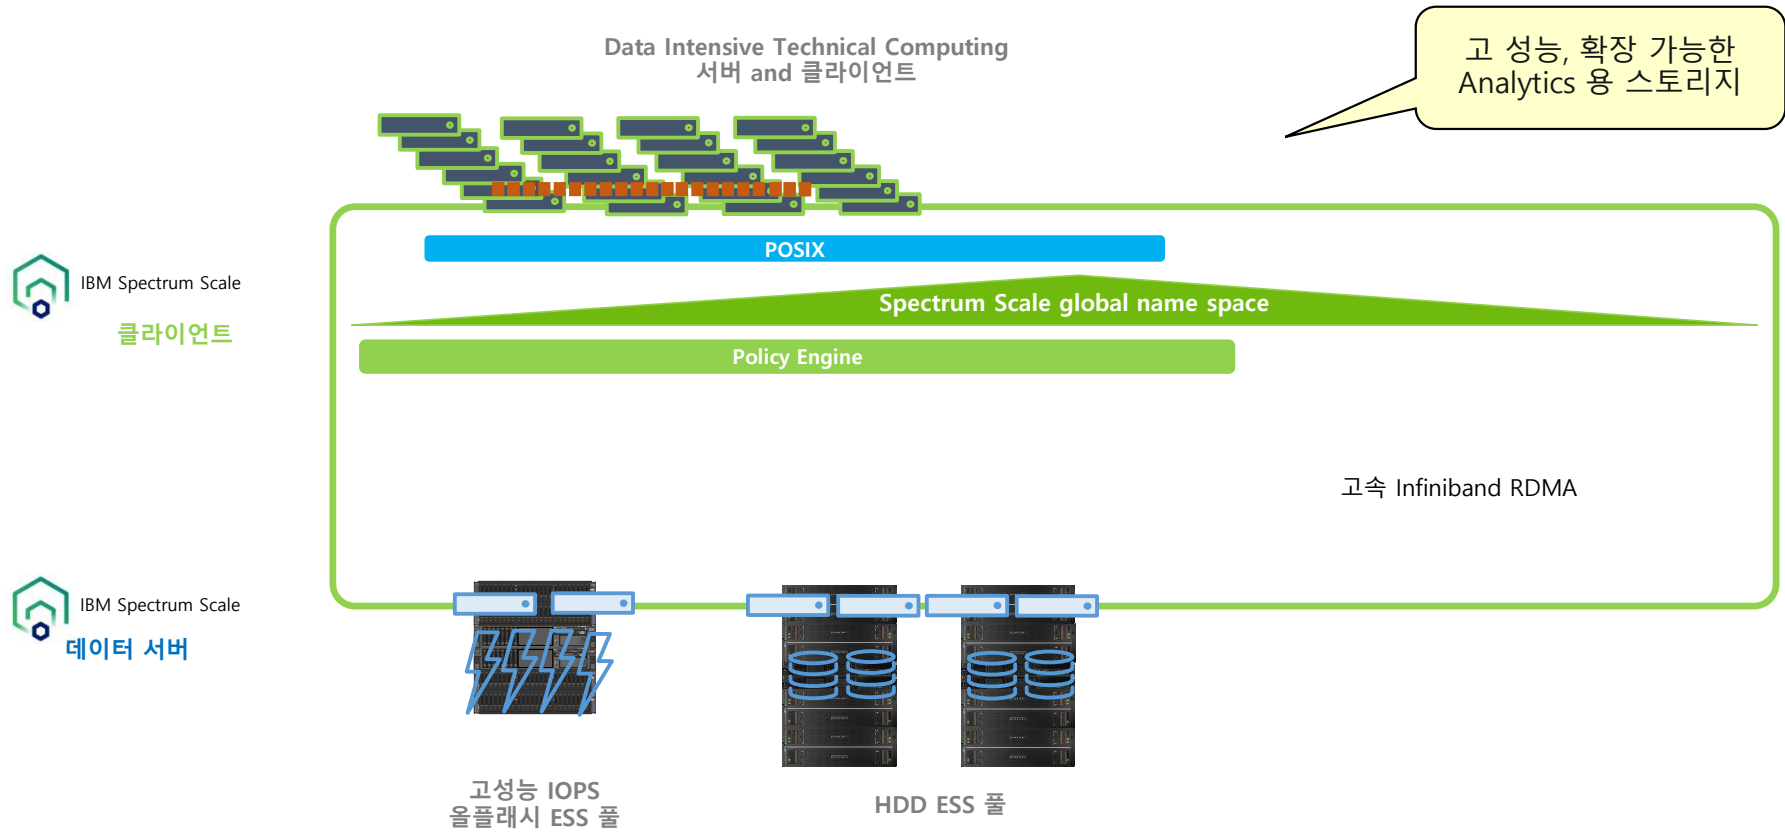 Data Intensive Technical Computing
서버 and 클라이언트
고 성능, 확장 가능한
Analytics 용 스토리지
POSIX
IBM Spectrum Scale
클라이언트
Spectrum Scale global name space
Policy Engine
고속 Infiniband RDMA
IBM Spectrum Scale
데이터 서버
고성능 IOPS
올플래시 ESS 풀
HDD ESS 풀